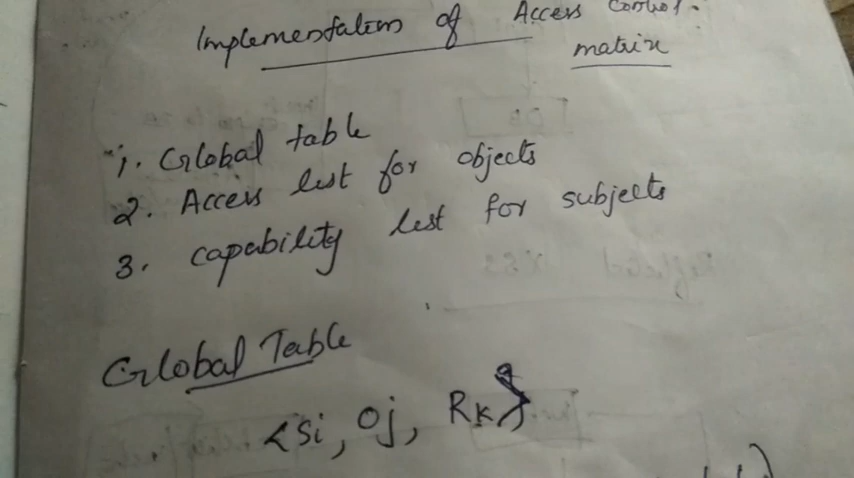 Implementation of Access Control
matrix
1. Global table
2. Access list for objects
3. capability list for subjects
Global Table
<Si, Oj, Rk>